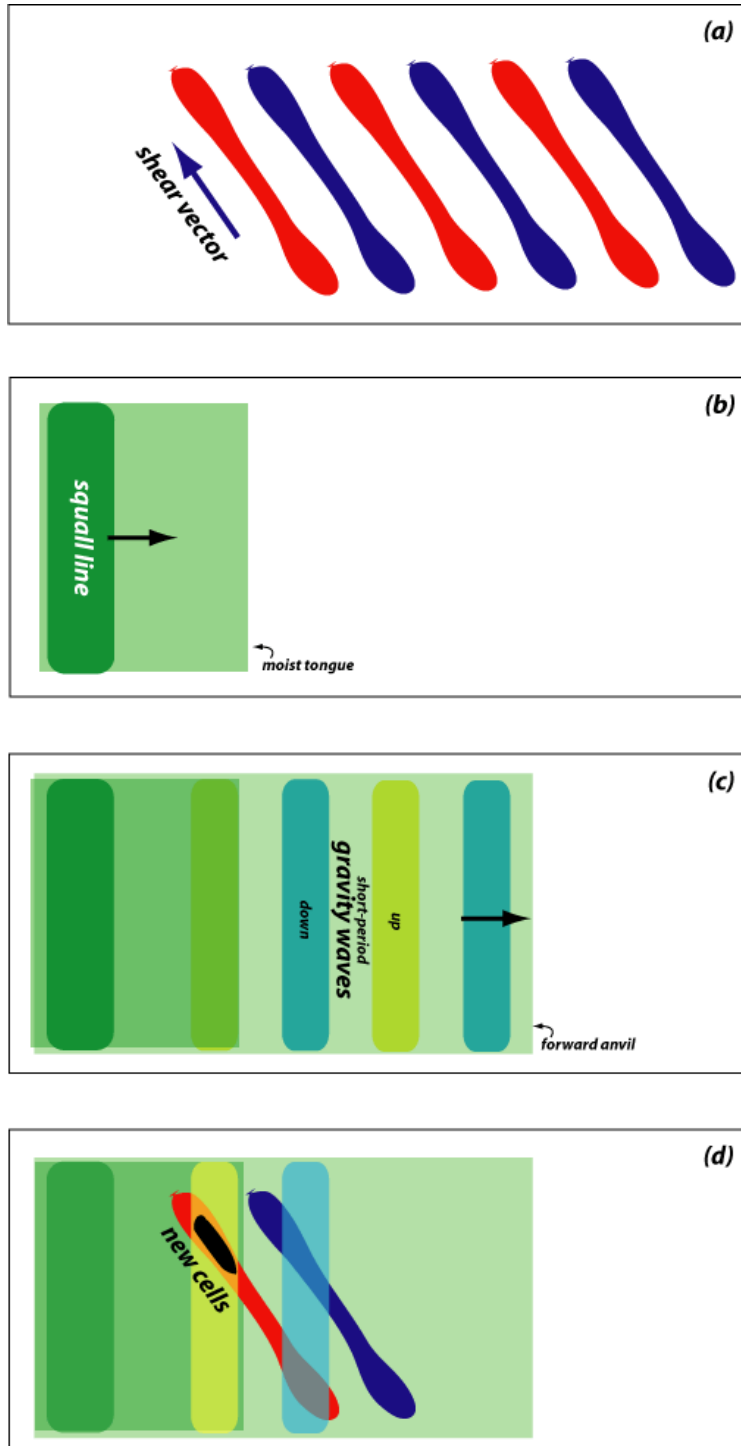 (a)
shear vector
(b)
squall line
moist tongue
(c)
down
gravity waves
short-period
up
forward anvil
(d)
new cells